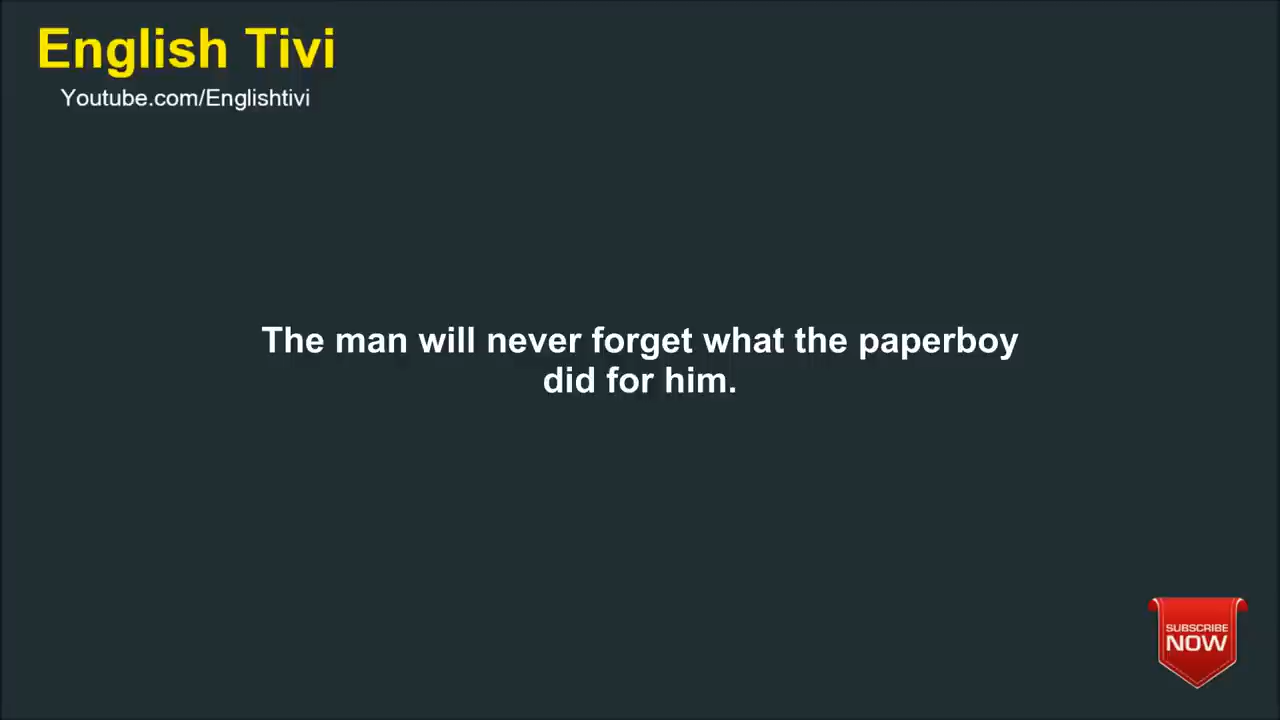 English Tivi
Youtube.com/Englishtivi
The man will never forget what the paperboy
did for him.
SUBSCRIBE
NOW